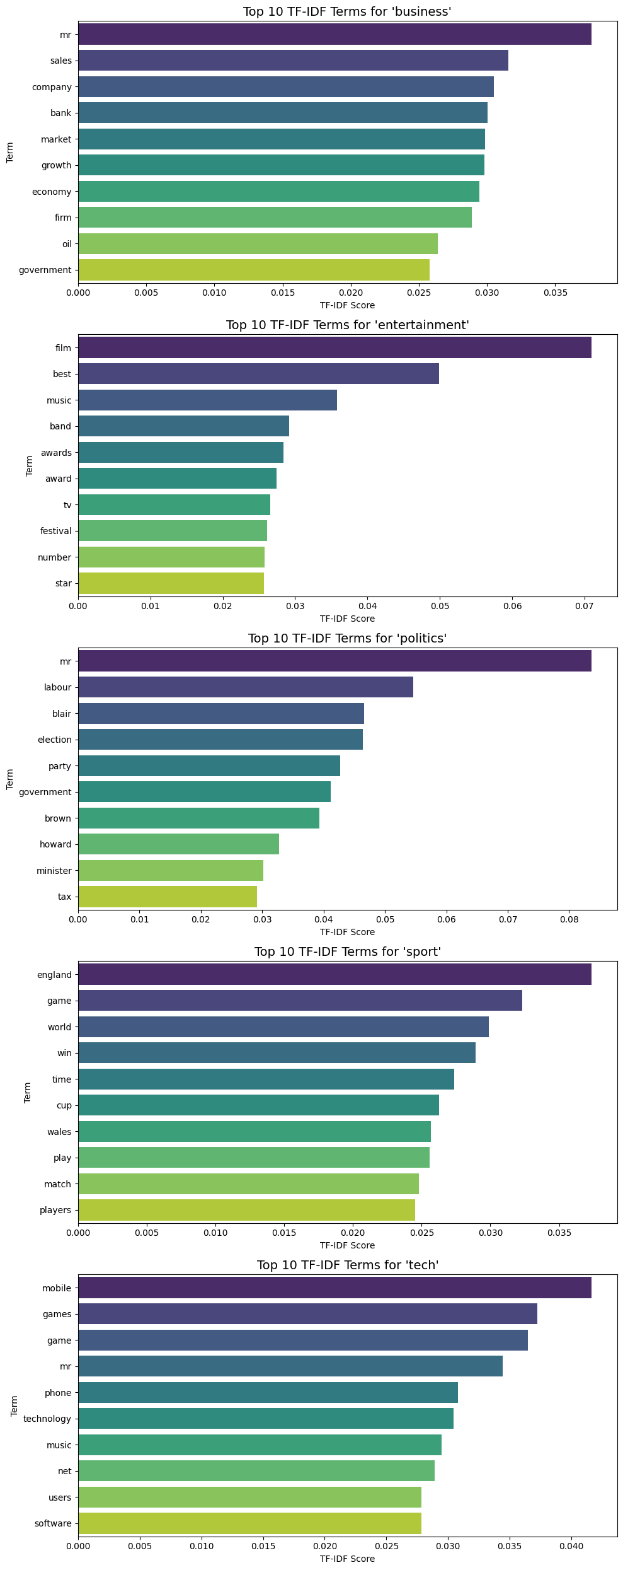 Top 10 TF-IDF Terms for 'business'
Term
mr
sales
company
bank
market
growth
economy
firm
oil
government
0.000 0.005 0.010 0.015 0.020 0.025 0.030 0.035
TF-IDF Score
Top 10 TF-IDF Terms for 'entertainment'
Term
film
best
music
band
awards
award
tv
festival
number
star
0.00 0.01 0.02 0.03 0.04 0.05 0.06 0.07
TF-IDF Score
Top 10 TF-IDF Terms for 'politics'
Term
mr
labour
blair
election
party
government
brown
howard
minister
tax
0.00 0.01 0.02 0.03 0.04 0.05 0.06 0.07 0.08
TF-IDF Score
Top 10 TF-IDF Terms for 'sport'
Term
england
game
world
win
time
cup
wales
play
match
players
0.000 0.005 0.010 0.015 0.020 0.025 0.030 0.035
TF-IDF Score
Top 10 TF-IDF Terms for 'tech'
Term
mobile
games
game
mr
phone
technology
music
net
users
software
0.000 0.005 0.010 0.015 0.020 0.025 0.030 0.035 0.040
TF-IDF Score